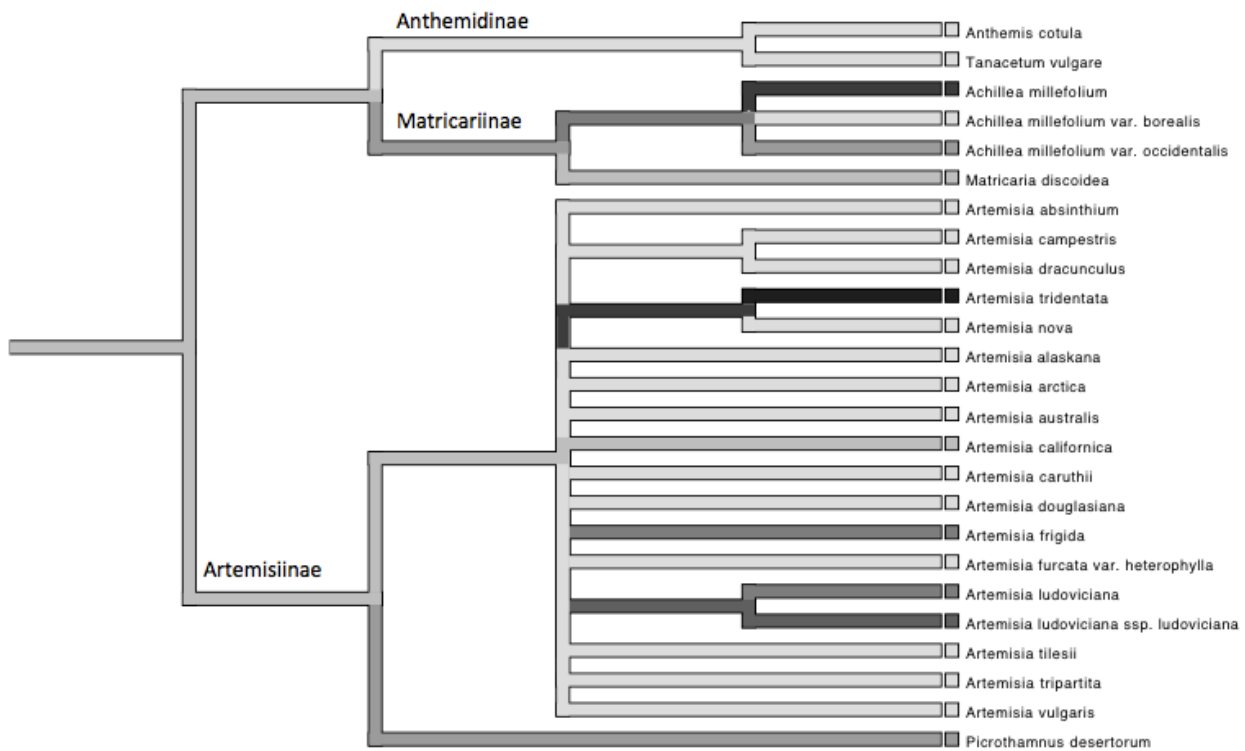 Anthemidinae
Anthemis cotula
Tanacetum vulgare
Achillea millefolium
Matricariinae
Achillea millefolium var. borealis
Achillea millefolium var. occidentalis
Matricaria discoidea
Artemisia absinthium
Artemisia campestris
Artemisia dracunculus
Artemisia tridentata
Artemisia nova
Artemisia alaskana
Artemisia arctica
Artemisia australis
Artemisia californica
Artemisia caruthii
Artemisia douglasiana
Artemisia frigida
Artemisiinae
Artemisia furcata var. heterophylla
Artemisia ludoviciana
Artemisia ludoviciana ssp. ludoviciana
Artemisia tilesii
Artemisia tripartita
Artemisia vulgaris
Picrothamnus desertorum